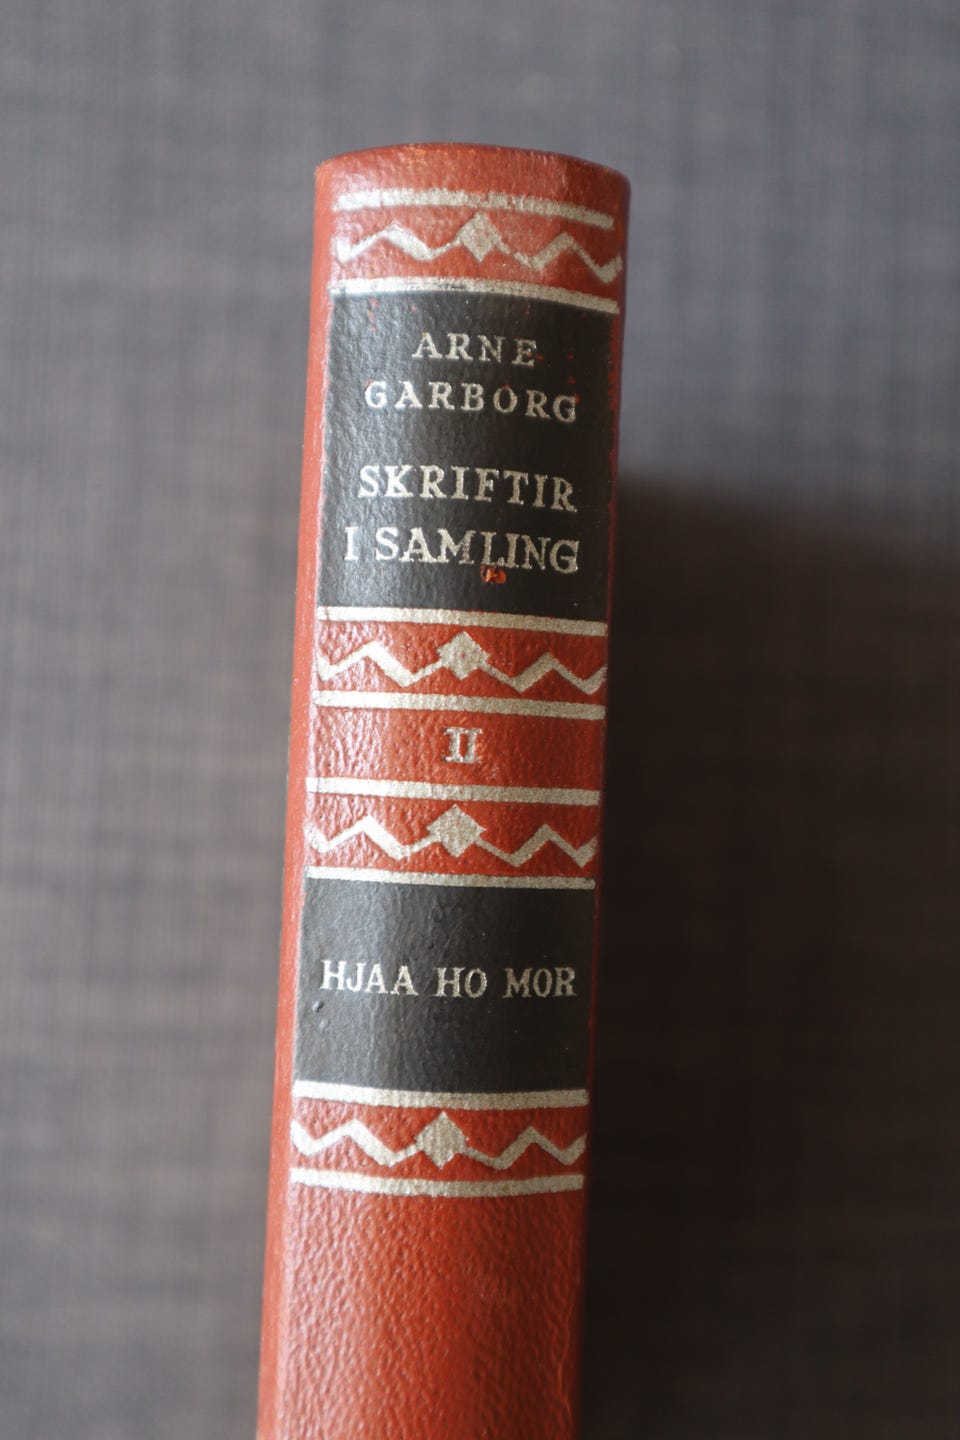 ARNE
GARBORG
SKRIFTIR
I SAMLING
II
HJAA HO MOR